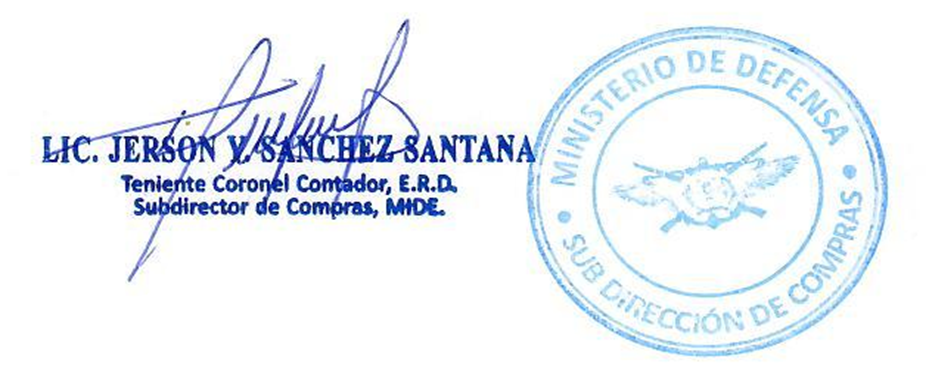 LIC. JERSON Y. SANCHEZ SANTANA
Teniente Coronel Contador, E.R.D.
Subdirector de Compras, MIDE.
MINISTERIO DE DEFENSA
SUB DIRECCIÓN DE COMPRAS